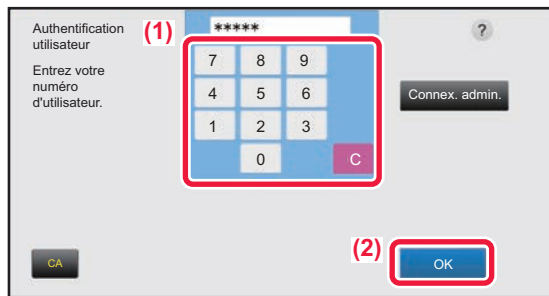 Authentification
utilisateur
Entrez votre
numéro
d'utilisateur.
(1)
*****
7 8 9
4 5 6
1 2 3
0 C
?
Connex. admin.
CA
(2)
OK